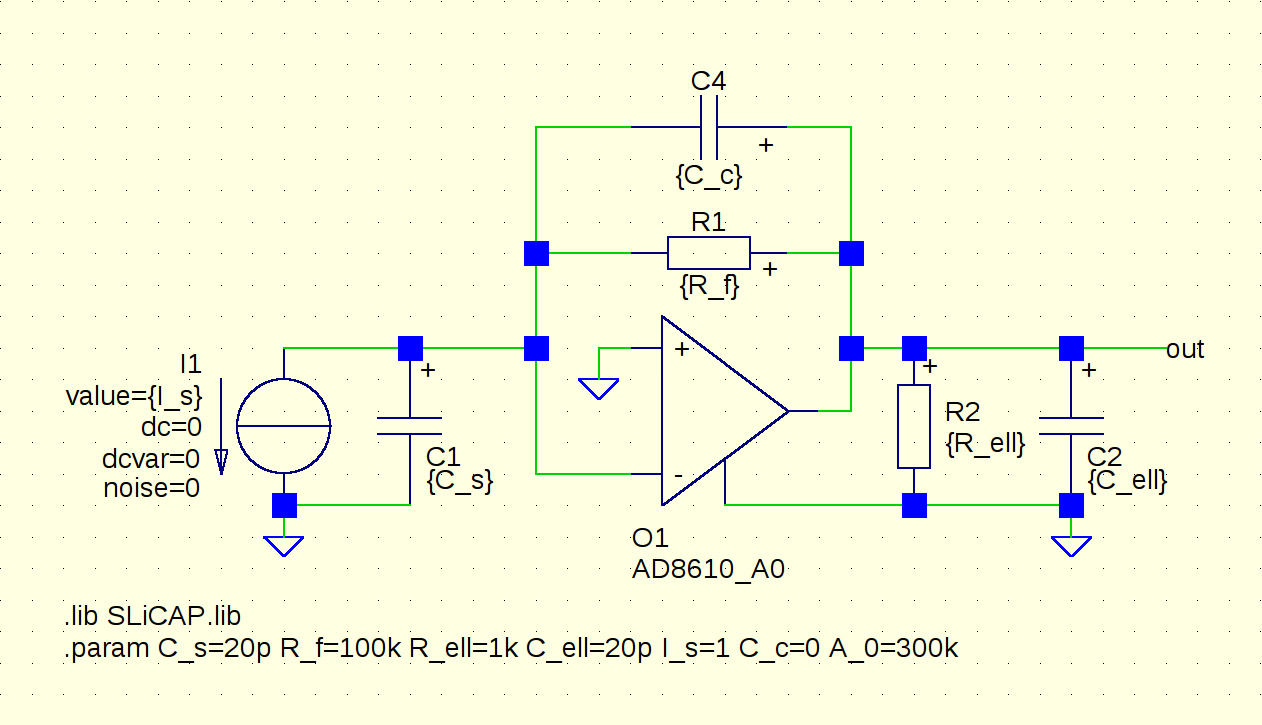 C4
+
{C_c}
R1
+
{R_f}
I1
value={I_s}
dc=0
dcvar=0
noise=0
+
C1
{C_s}
+
-
O1
AD8610_A0
+
R2
{R_ell}
+
C2
{C_ell}
out
.lib SLiCAP.lib
.param C_s=20p R_f=100k R_ell=1k C_ell=20p I_s=1 C_c=0 A_0=300k